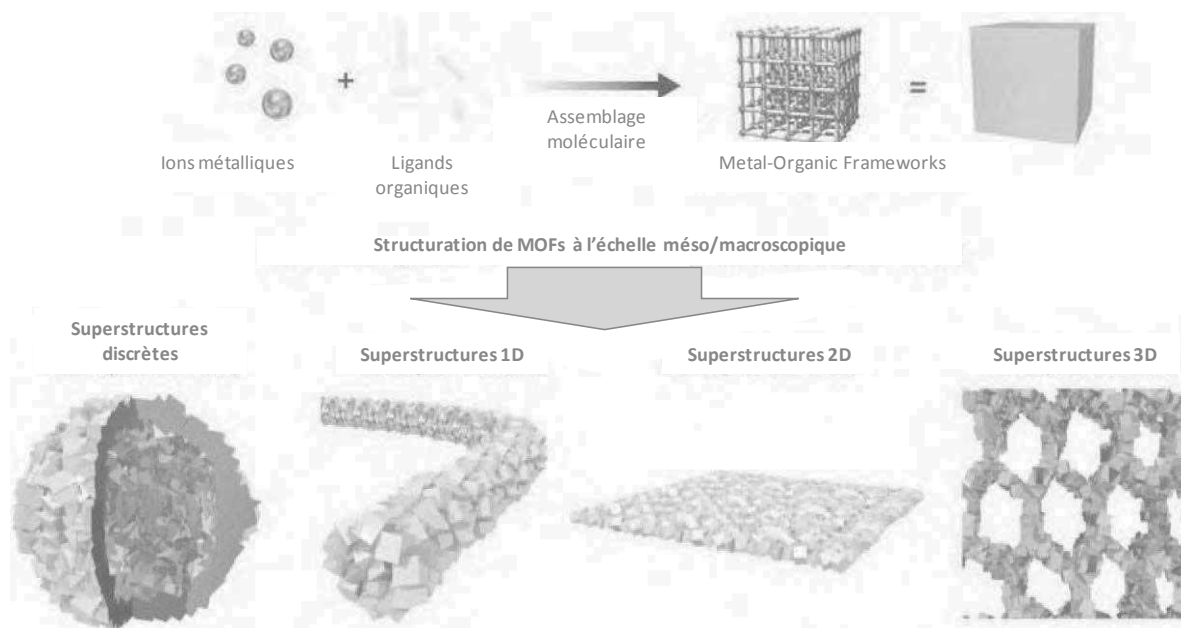 +
=
Assemblage
moléculaire
Ions métalliques
Ligands
organiques
Metal-Organic Frameworks
Structuration de MOFs à l'échelle méso/macroscopique
Superstructures
discrètes
Superstructures 1D
Superstructures 2D
Superstructures 3D